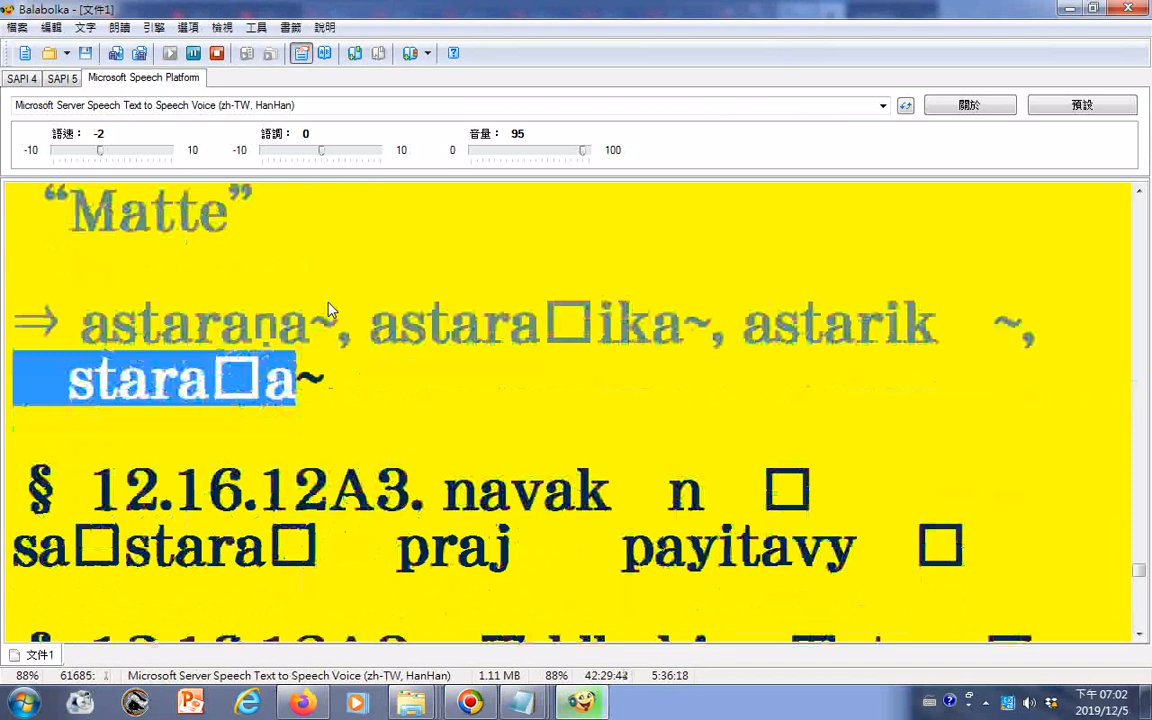 Balabolka - [文件1]
檔案 編輯 文字 朗讀 引擎 選項 檢視 工具 書籤 說明
SAPI 4 SAPI 5 Microsoft Speech Platform
Microsoft Server Speech Text to Speech Voice (zh-TW, HanHan) 關於 預設
語速： -2 語調： 0 音量： 95
-10 10 -10 10 0 100
“Matte”
⇒ astaraṇa~, astara□ika~, astarik ~,
stara□a~
§ 12.16.12A3. navak n □
sa□stara□ praj payitavy □
文件1
88% 61685: Microsoft Server Speech Text to Speech Voice (zh-TW, HanHan) 1.11 MB 88% 42:29:42 5:36:18
下午 07:02
2019/12/5